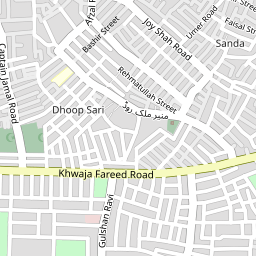 Afzal
Bashir Street
Joy Shah Road
Umer Road
Faisal St
Sanda
Captain Jamal Road
Rehmatullah Street
Dhoop Sari
منیر ملک روڈ
Khwaja Fareed Road
Gulshan Ravi